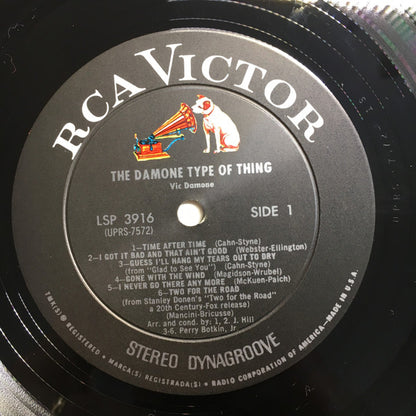 RCA VICTOR
THE DAMONE TYPE OF THING
Vic Damone
LSP 3916
(UPRS-7572)
SIDE 1
1—TIME AFTER TIME (Cahn-Styne)
2—I GOT IT BAD AND THAT AIN'T GOOD (Webster-Ellington)
3—GUESS I'LL HANG MY TEARS OUT TO DRY
(from "Glad to See You") (Cahn-Styne)
4—GONE WITH THE WIND (Magidson-Wrubel)
5—I NEVER GO THERE ANY MORE (McKuen-Paich)
6—TWO FOR THE ROAD
(from Stanley Donen's "Two for the Road"
a 20th Century-Fox release)
(Mancini-Bricusse)
Arr. and cond. by: 1, 2, J. Hill
3-6, Perry Botkin, Jr
STEREO DYNAGROOVE
TMK(S) ® REGISTERED • MARCA(S) REGISTRADA(S) • RADIO CORPORATION OF AMERICA—MADE IN U.S.A.